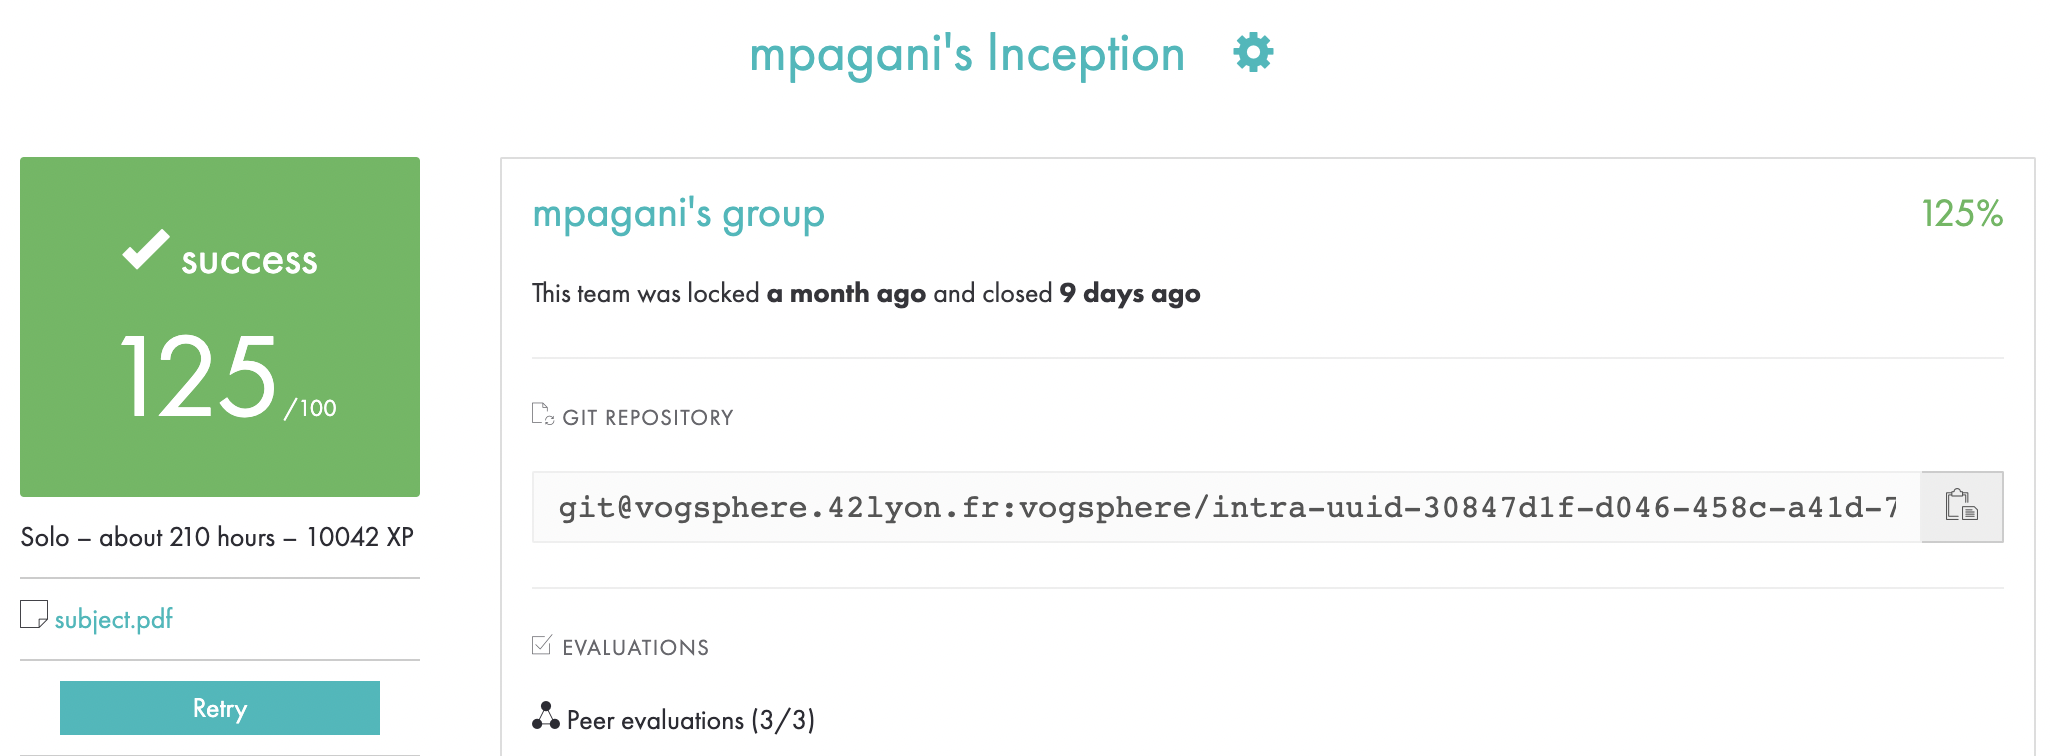 mpagani's Inception
success
125 /100
Solo – about 210 hours – 10042 XP
subject.pdf
Retry
mpagani's group
125%
This team was locked a month ago and closed 9 days ago
GIT REPOSITORY
git@vogsphere.42lyon.fr:vogsphere/intra-uuid-30847d1f-d046-458c-a41d-7
EVALUATIONS
Peer evaluations (3/3)